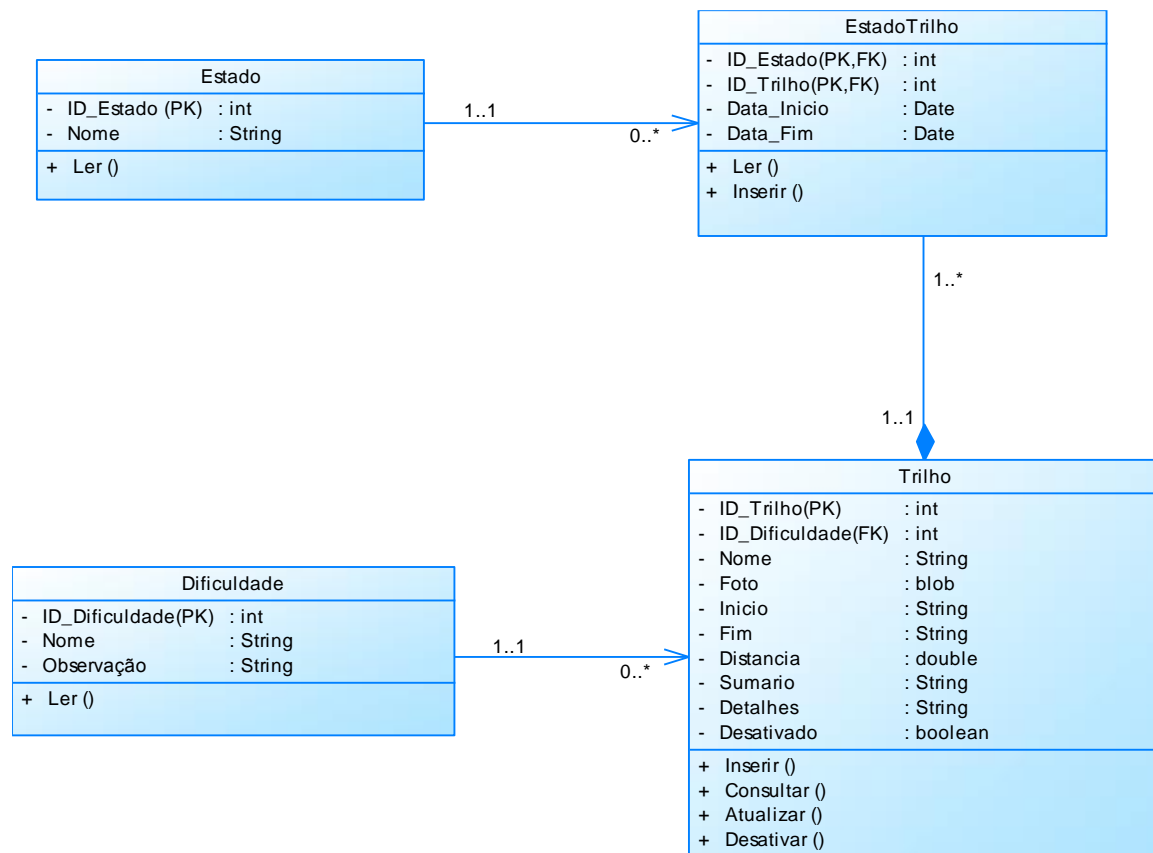 Estado
- ID_Estado (PK) : int
- Nome : String
+ Ler ()
1..1
0..*
EstadoTrilho
- ID_Estado(PK,FK) : int
- ID_Trilho(PK,FK) : int
- Data_Inicio : Date
- Data_Fim : Date
+ Ler ()
+ Inserir ()
1..*
1..1
Dificuldade
- ID_Dificuldade(PK) : int
- Nome : String
- Observação : String
+ Ler ()
1..1
0..*
Trilho
- ID_Trilho(PK) : int
- ID_Dificuldade(FK) : int
- Nome : String
- Foto : blob
- Inicio : String
- Fim : String
- Distancia : double
- Sumario : String
- Detalhes : String
- Desativado : boolean
+ Inserir ()
+ Consultar ()
+ Atualizar ()
+ Desativar ()